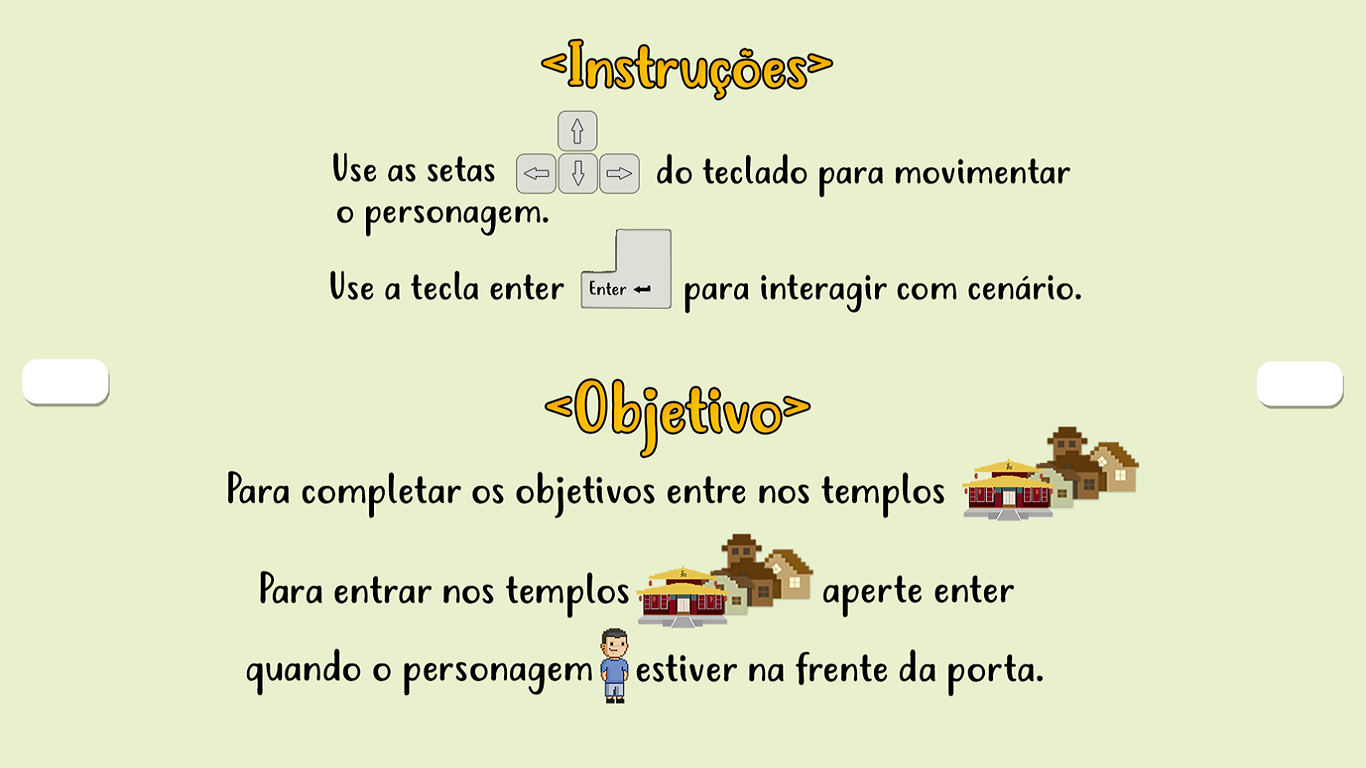 <Instruções>
Use as setas do teclado para movimentar
o personagem.
Use a tecla enter Enter para interagir com cenário.
<Objetivo>
Para completar os objetivos entre nos templos
Para entrar nos templos aperte enter
quando o personagem estiver na frente da porta.